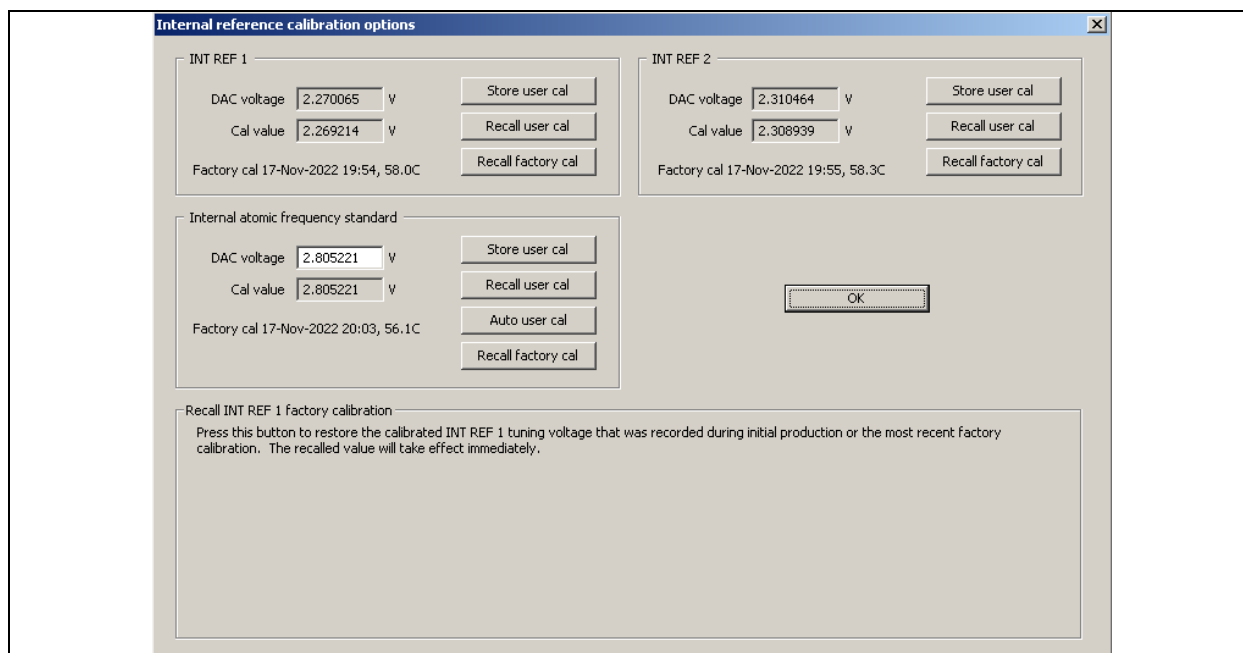 Internal reference calibration options
INT REF 1
DAC voltage 2.270065 V
Store user cal
Cal value 2.269214 V
Recall user cal
Factory cal 17-Nov-2022 19:54, 58.0C
Recall factory cal
INT REF 2
DAC voltage 2.310464 V
Store user cal
Cal value 2.308939 V
Recall user cal
Factory cal 17-Nov-2022 19:55, 58.3C
Recall factory cal
Internal atomic frequency standard
DAC voltage 2.805221 V
Store user cal
Cal value 2.805221 V
Recall user cal
Factory cal 17-Nov-2022 20:03, 56.1C
Auto user cal
Recall factory cal
OK
Recall INT REF 1 factory calibration
Press this button to restore the calibrated INT REF 1 tuning voltage that was recorded during initial production or the most recent factory
calibration.  The recalled value will take effect immediately.